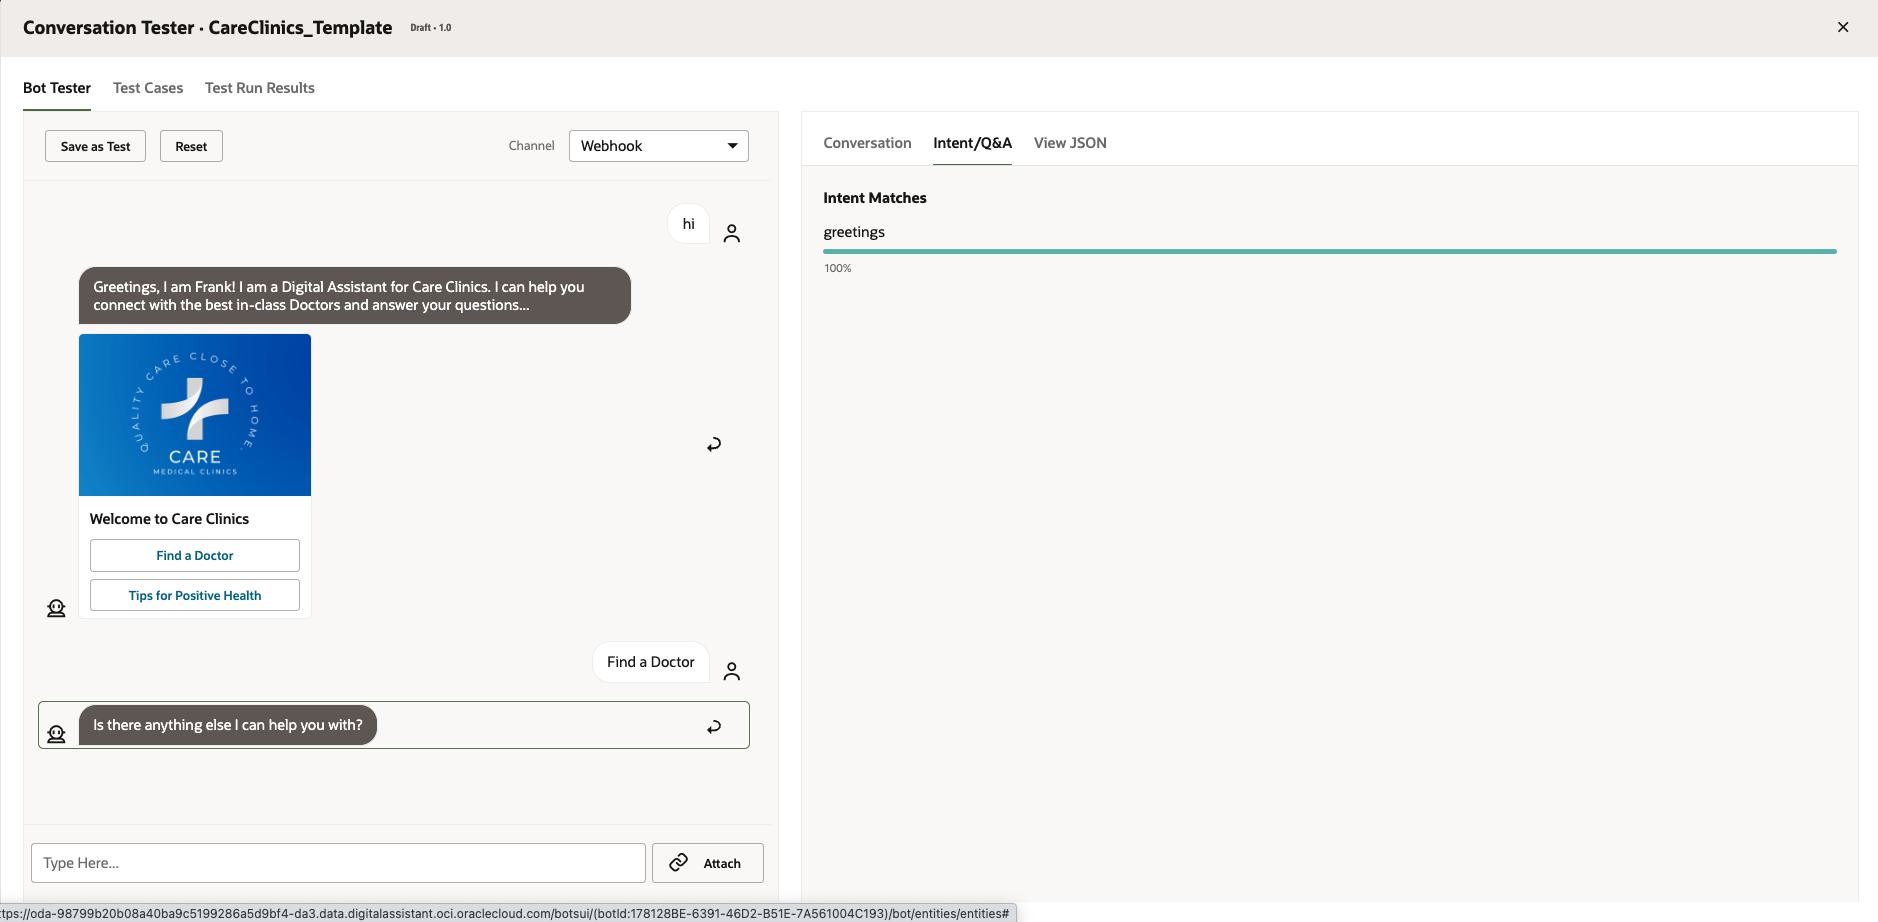 Conversation Tester · CareClinics_Template Draft • 1.0
Bot Tester Test Cases Test Run Results
Save as Test Reset Channel Webhook
hi
Greetings, I am Frank! I am a Digital Assistant for Care Clinics. I can help you
connect with the best in-class Doctors and answer your questions...
QUALITY CARE CLOSE TO HOME.
CARE
MEDICAL CLINICS
Welcome to Care Clinics
Find a Doctor
Tips for Positive Health
Find a Doctor
Is there anything else I can help you with?
Type Here...
Attach
Conversation Intent/Q&A View JSON
Intent Matches
greetings
100%
tps://oda-98799b20b08a40ba9c5199286a5d9bf4-da3.data.digitalassistant.oci.oraclecloud.com/botsui/(botId:178128BE-6391-46D2-B51E-7A561004C193)/bot/entities/entities#